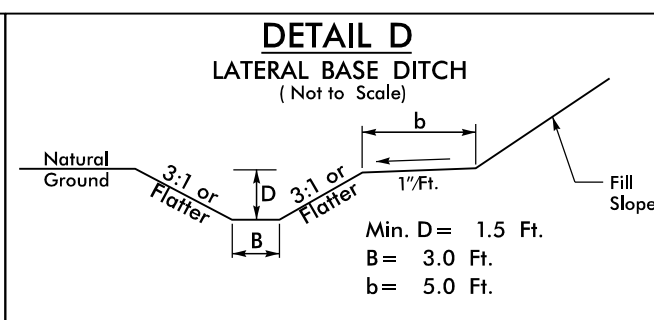 DETAIL D
LATERAL BASE DITCH
( Not to Scale)
b
Natural
Ground
3:1 or
Flatter
D
3:1 or
Flatter
1"/Ft.
B
Fill
Slope
Min. D= 1.5 Ft.
B= 3.0 Ft.
b= 5.0 Ft.